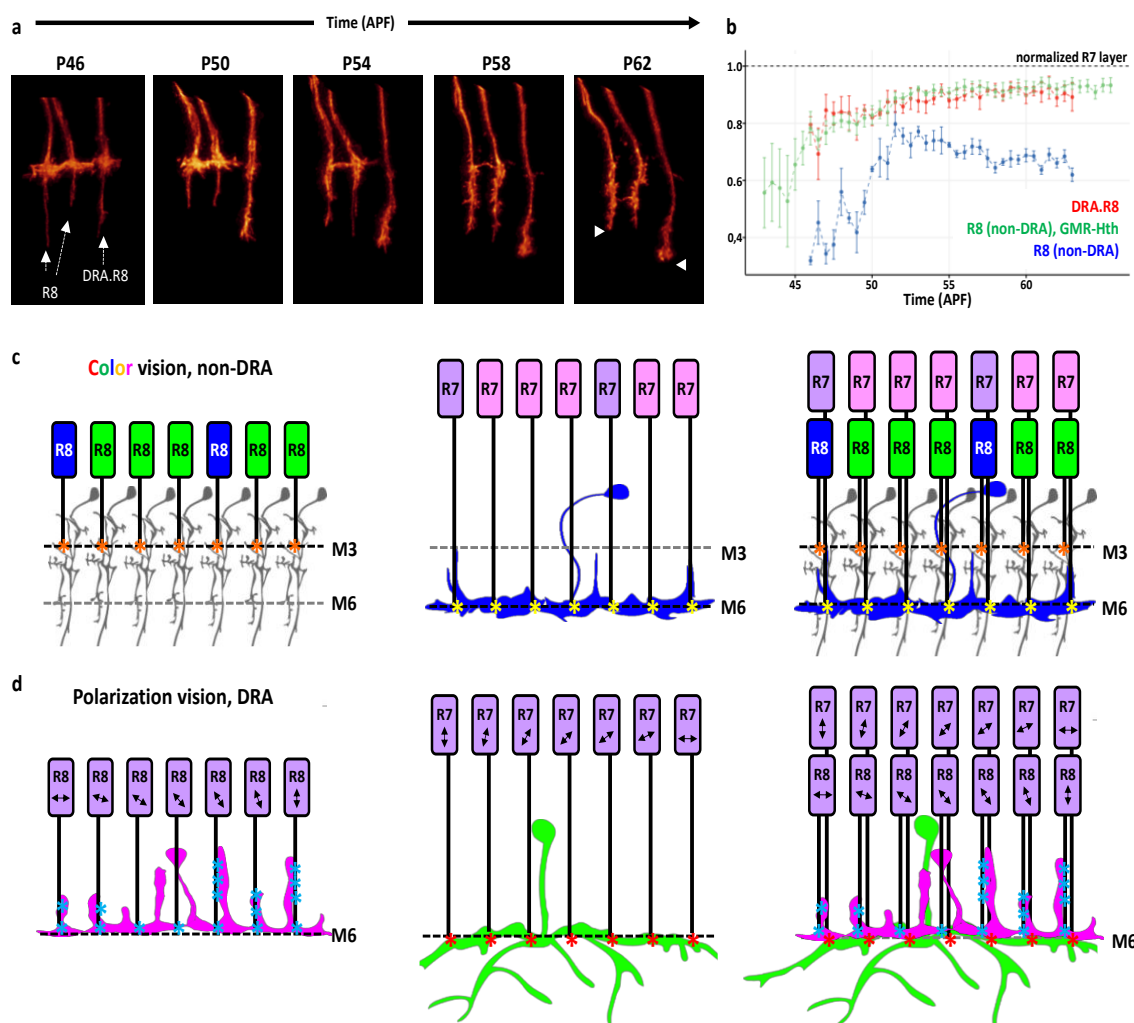 Time (APF)
a
P46
P50
P54
P58
P62
R8
DRA.R8
b
normalized R7 layer
1.0
0.8
0.6
0,4
DRA.R8
R8 (non-DRA), GMR-Hth
R8 (non-DRA)
45
50
55
60
Time (APF)
c
Color vision, non-DRA
R8 R8 R8 R8 R8 R8 R8
M3
M6
R7 R7 R7 R7 R7 R7 R7
M3
M6
R7 R7 R7 R7 R7 R7 R7
R8 R8 R8 R8 R8 R8 R8
M3
M6
d
Polarization vision, DRA
R8 R8 R8 R8 R8 R8 R8
M6
R7 R7 R7 R7 R7 R7 R7
R7 R7 R7 R7 R7 R7 R7
R8 R8 R8 R8 R8 R8 R8
M6